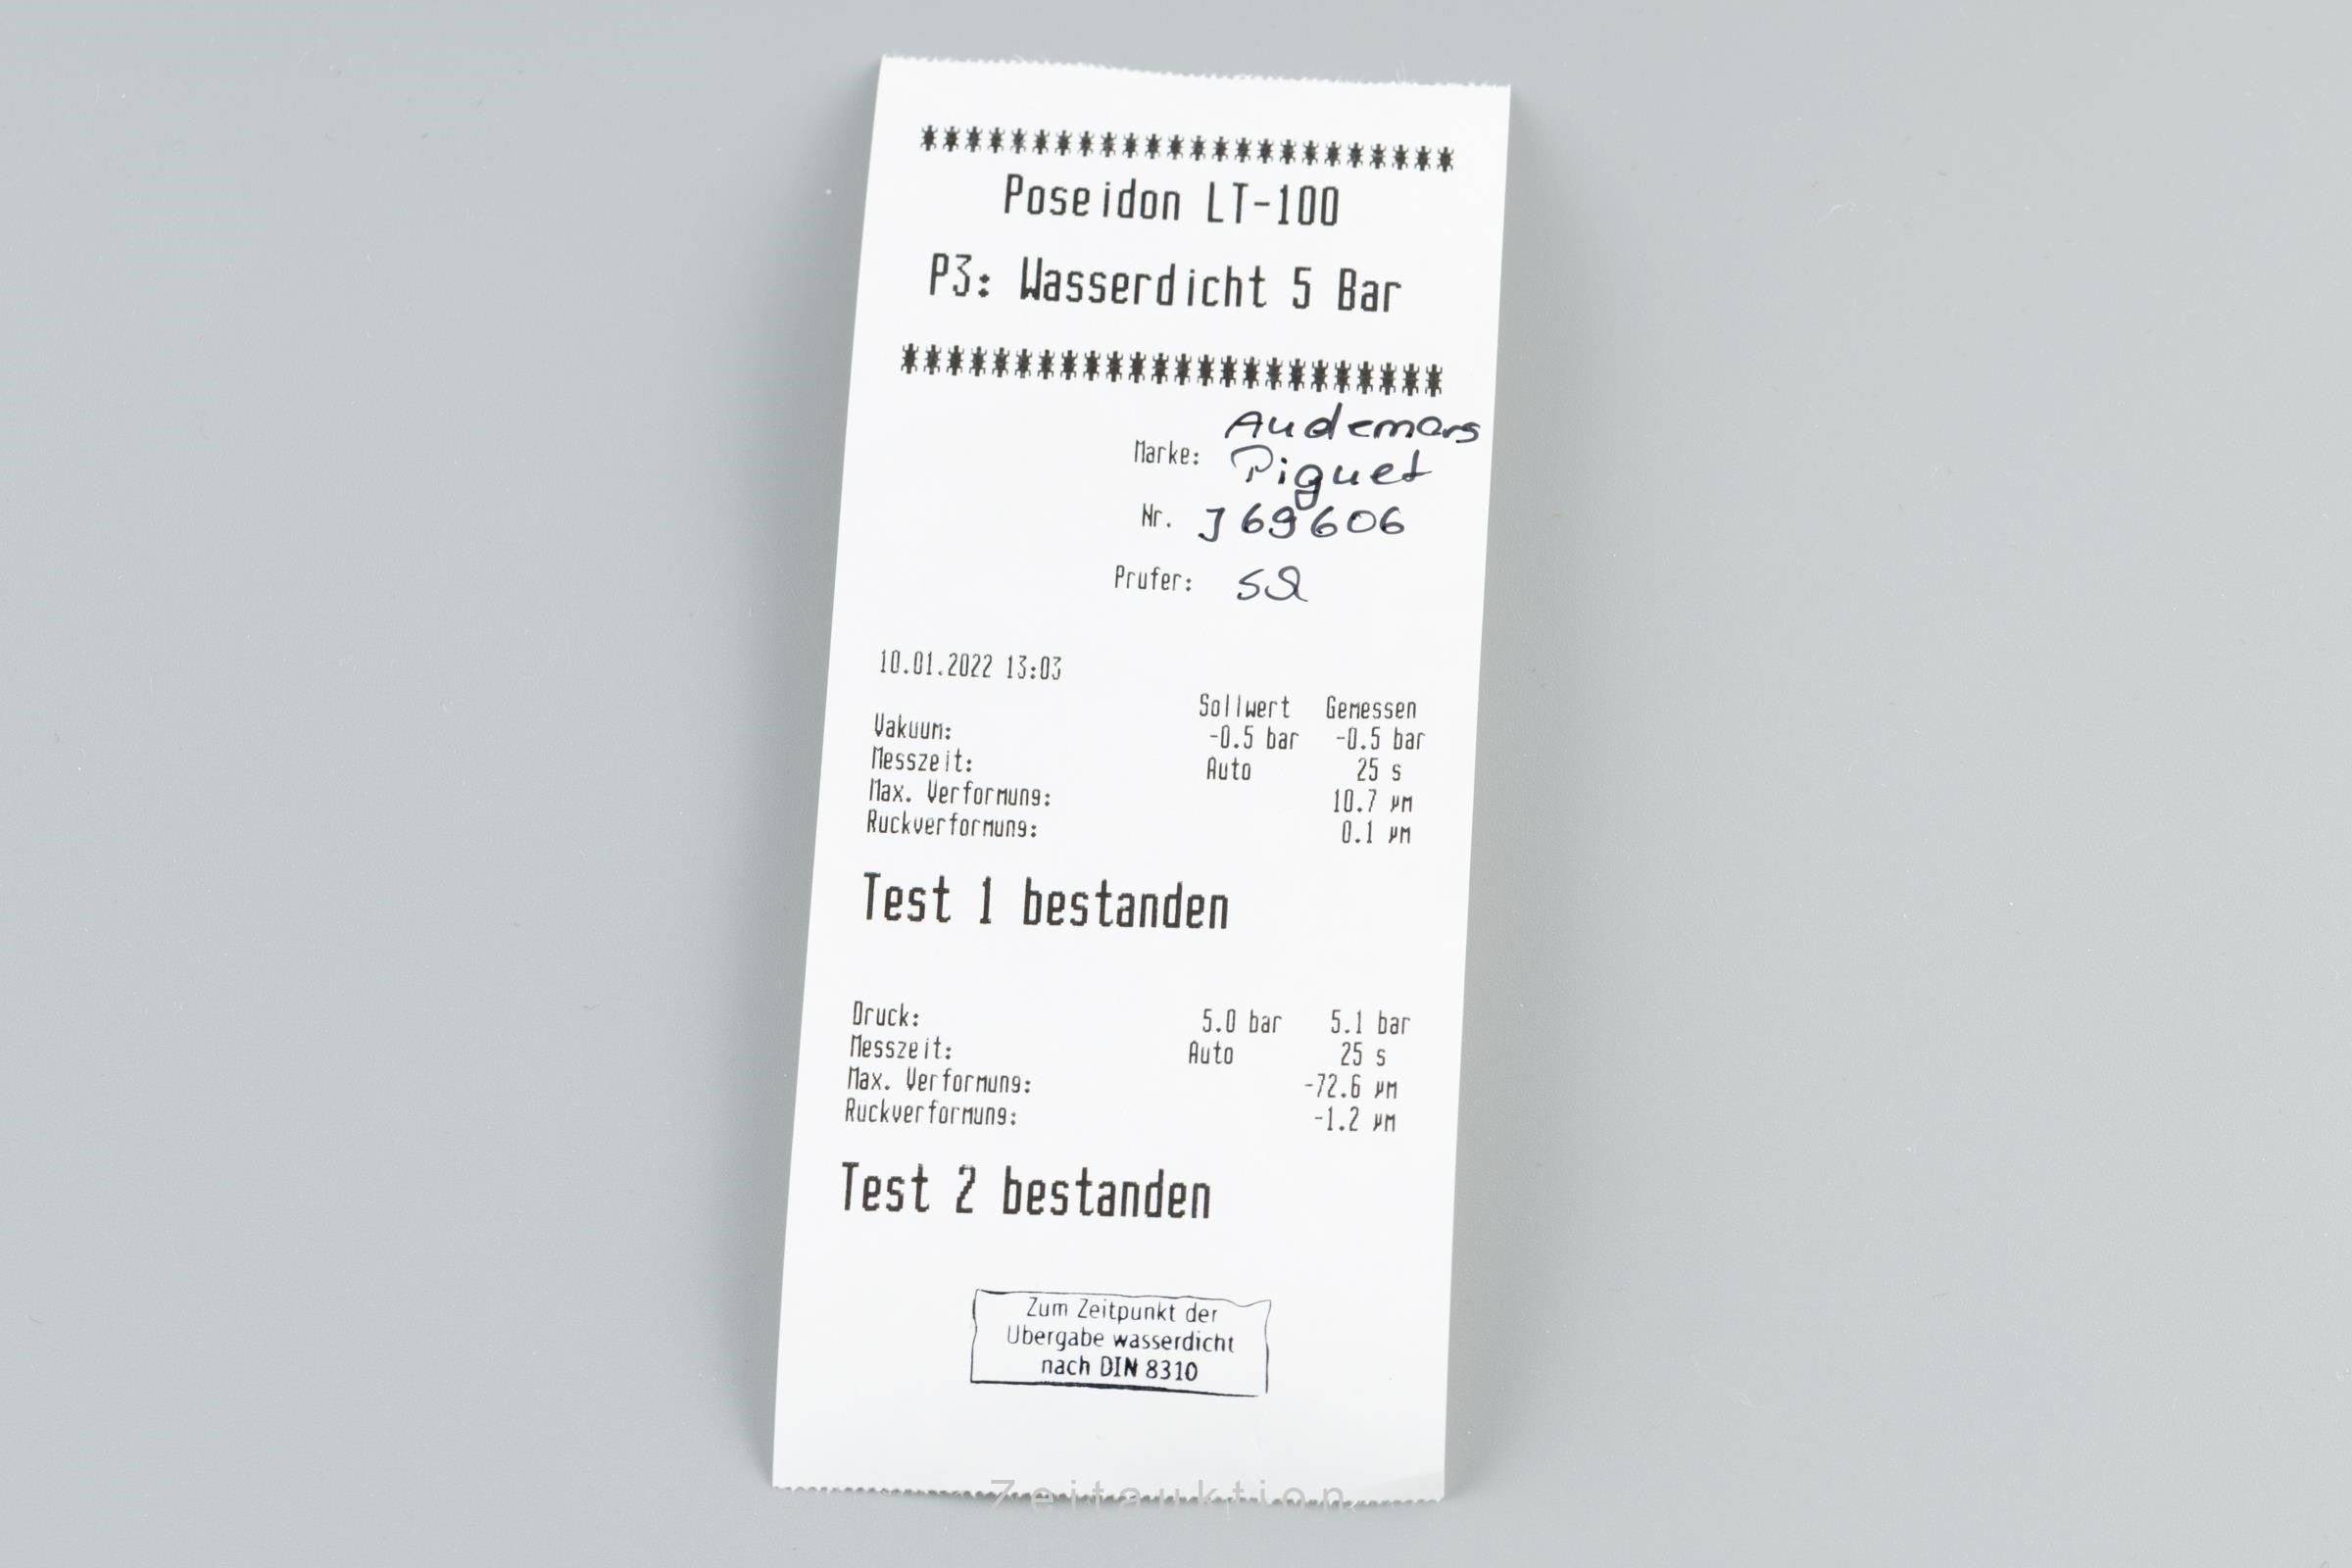 ************************
Poseidon LT-100
P3: Wasserdicht 5 Bar
************************
Marke: Audemars Piguet
Nr. J69606
Prufer:
10.01.2022 13:03
Sollwert Gemessen
Vakuum: -0.5 bar -0.5 bar
Messzeit: Auto 25 s
Max. Verformung: 10.7 µm
Ruckverformung: 0.1 µm
Test 1 bestanden
Druck: 5.0 bar 5.1 bar
Messzeit: Auto 25 s
Max. Verformung: -72.6 µm
Ruckverformung: -1.2 µm
Test 2 bestanden
Zum Zeitpunkt der
Übergabe wasserdicht
nach DIN 8310
Zeitauktion